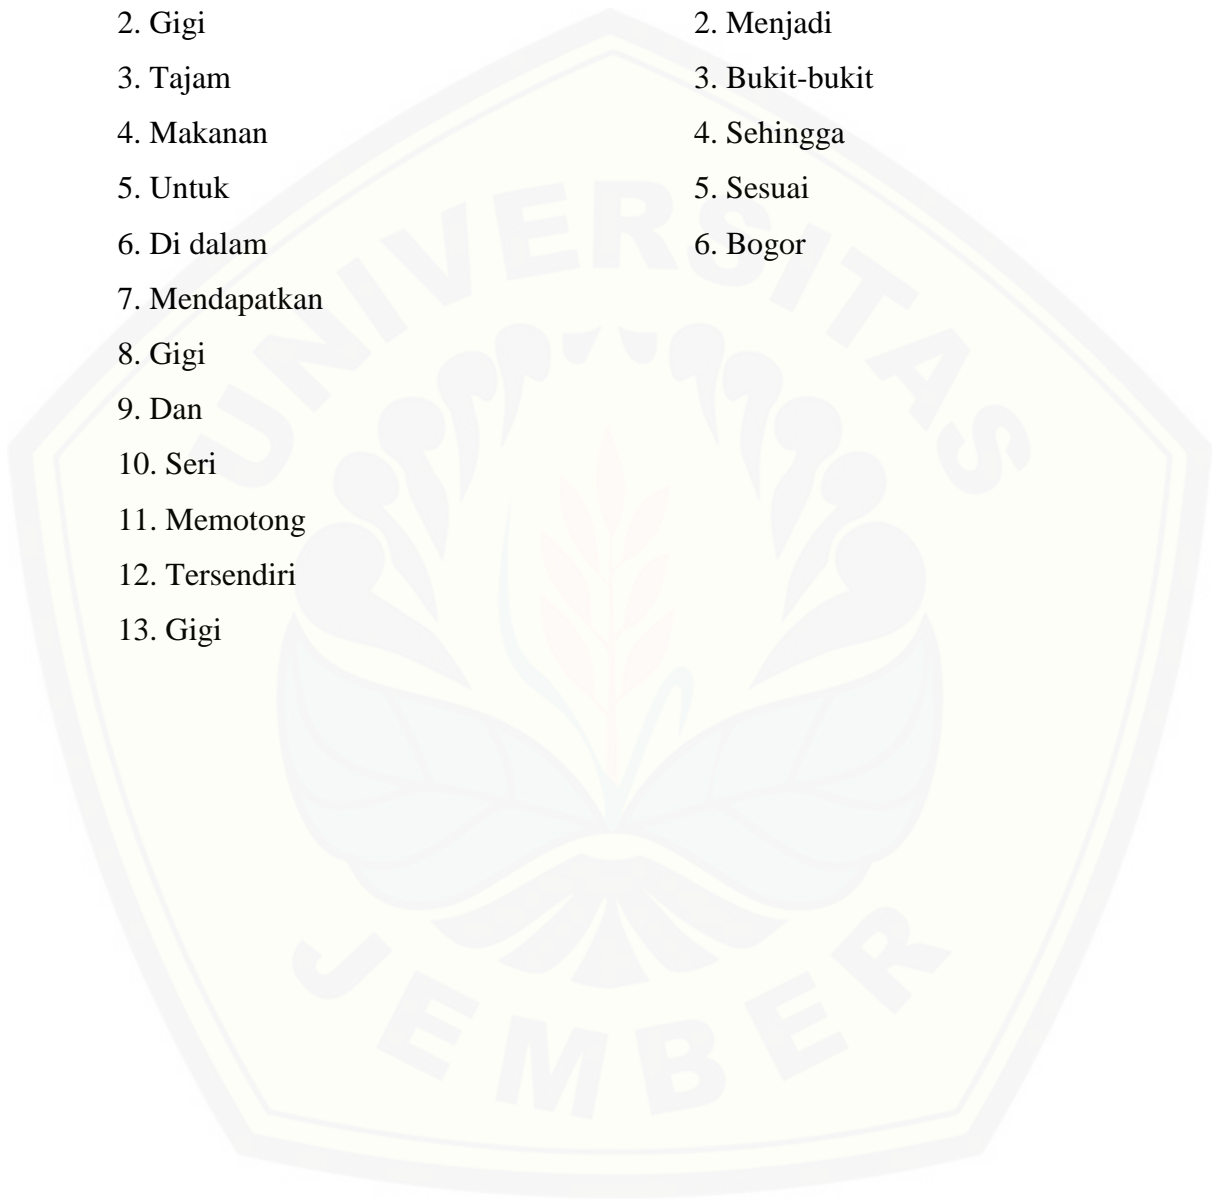 2. Gigi
3. Tajam
4. Makanan
5. Untuk
6. Di dalam
7. Mendapatkan
8. Gigi
9. Dan
10. Seri
11. Memotong
12. Tersendiri
13. Gigi
2. Menjadi
3. Bukit-bukit
4. Sehingga
5. Sesuai
6. Bogor
UNIVERSITAS
JEMBER